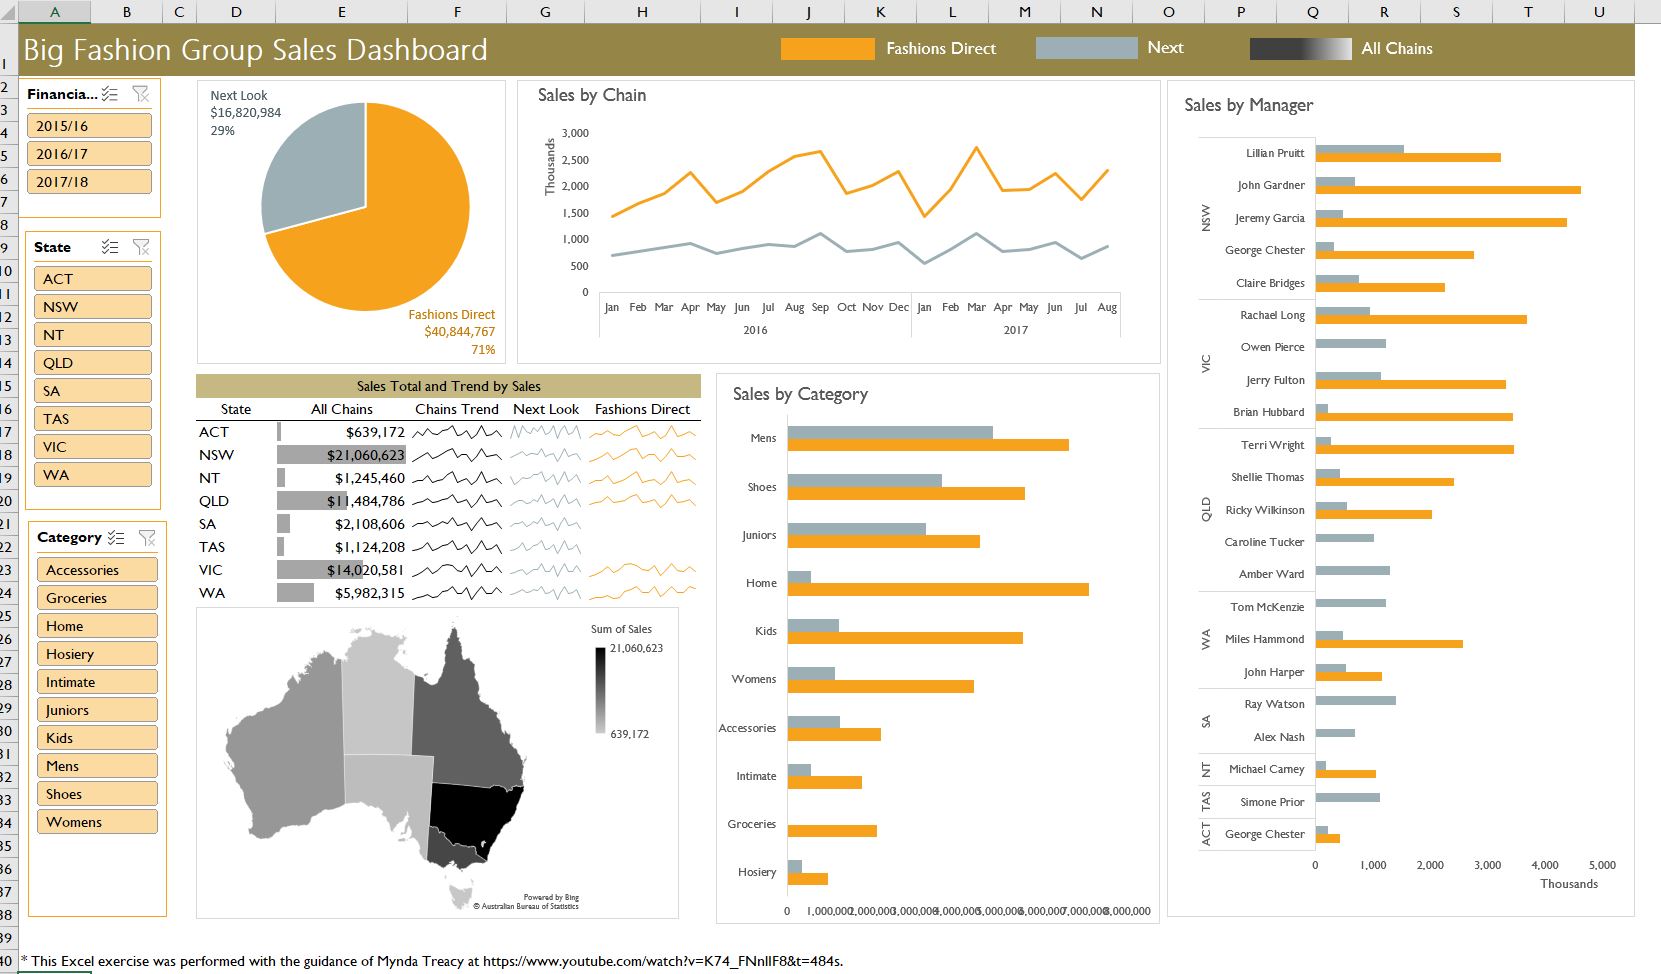 A B C D E F G H I J K L M N O P Q R S T U
Big Fashion Group Sales Dashboard
Fashions Direct
Next
All Chains
Financia...
2015/16
2016/17
2017/18
State
ACT
NSW
NT
QLD
SA
TAS
VIC
WA
Category
Accessories
Groceries
Home
Hosiery
Intimate
Juniors
Kids
Mens
Shoes
Womens
Next Look
$16,820,984
29%
Fashions Direct
$40,844,767
71%
Sales by Chain
Thousands
3,000
2,500
2,000
1,500
1,000
500
0
Jan Feb Mar Apr May Jun Jul Aug Sep Oct Nov Dec Jan Feb Mar Apr May Jun Jul Aug
2016 2017
Sales Total and Trend by Sales
State All Chains Chains Trend Next Look Fashions Direct
ACT $639,172
NSW $21,060,623
NT $1,245,460
QLD $11,484,786
SA $2,108,606
TAS $1,124,208
VIC $14,020,581
WA $5,982,315
Sum of Sales
21,060,623
639,172
Powered by Bing
© Australian Bureau of Statistics
Sales by Category
Mens
Shoes
Juniors
Home
Kids
Womens
Accessories
Intimate
Groceries
Hosiery
0 1,000,000 2,000,000 3,000,000 4,000,000 5,000,000 6,000,000 7,000,000 8,000,000
Sales by Manager
NSW
Lillian Pruitt
John Gardner
Jeremy Garcia
George Chester
Claire Bridges
VIC
Rachael Long
Owen Pierce
Jerry Fulton
Brian Hubbard
QLD
Terri Wright
Shellie Thomas
Ricky Wilkinson
Caroline Tucker
Amber Ward
WA
Tom McKenzie
Miles Hammond
John Harper
SA
Ray Watson
Alex Nash
NT
Michael Carney
TAS
Simone Prior
ACT
George Chester
0 1,000 2,000 3,000 4,000 5,000
Thousands
* This Excel exercise was performed with the guidance of Mynda Treacy at https://www.youtube.com/watch?v=K74_FNnlIF8&t=484s.